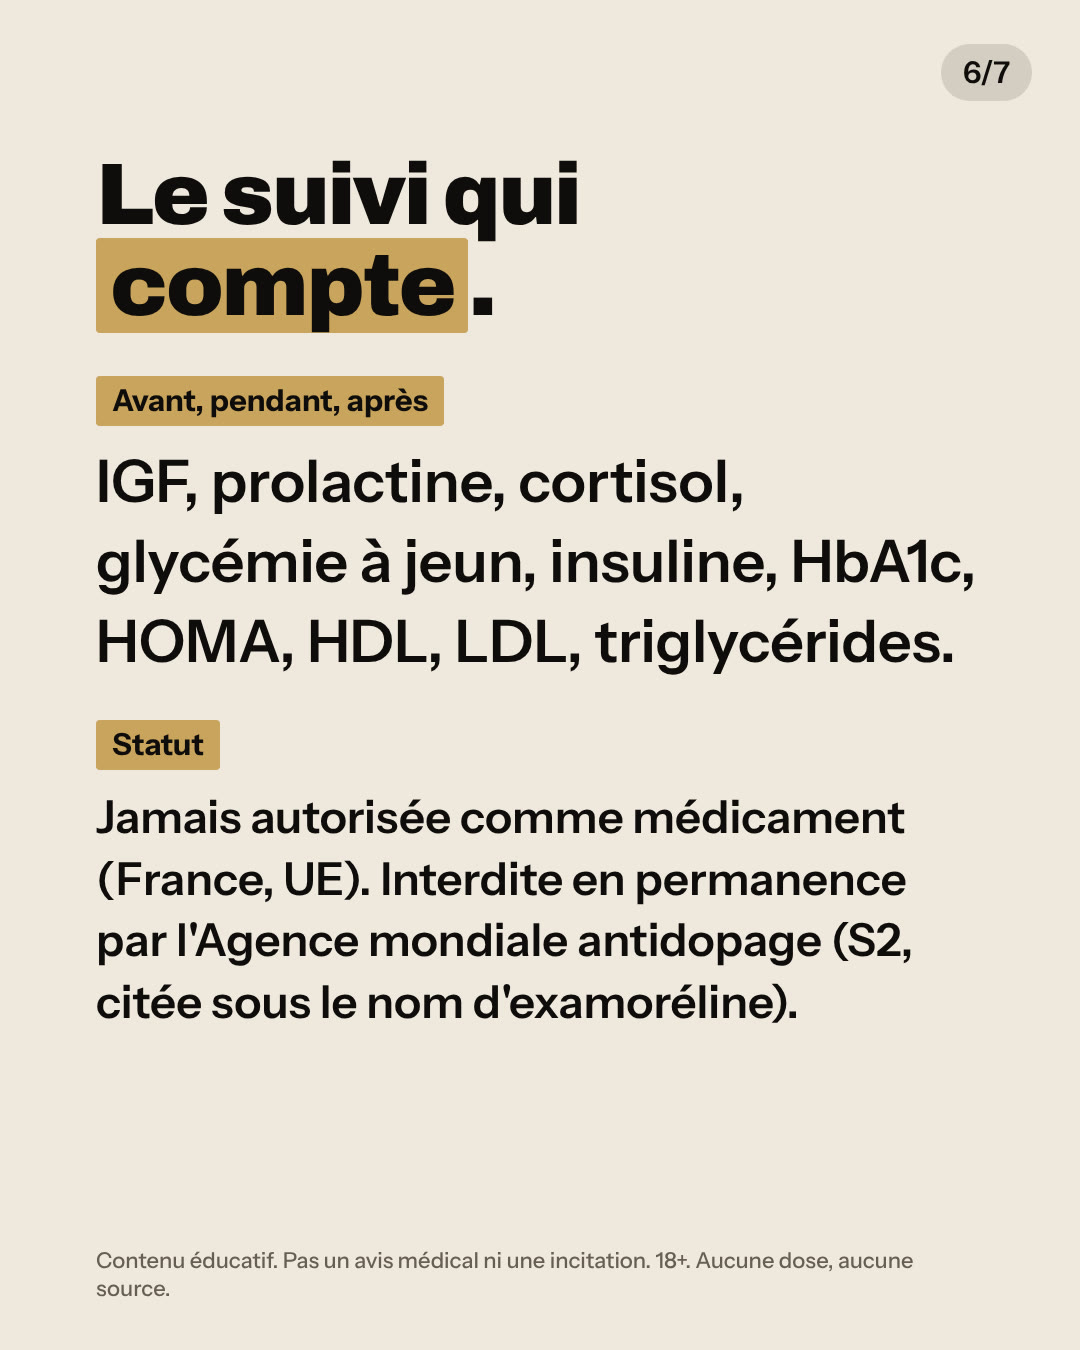 6/7
Le suivi qui
compte.
Avant, pendant, après
IGF, prolactine, cortisol,
glycémie à jeun, insuline, HbA1c,
HOMA, HDL, LDL, triglycérides.
Statut
Jamais autorisée comme médicament
(France, UE). Interdite en permanence
par l'Agence mondiale antidopage (S2,
citée sous le nom d'examoréline).
Contenu éducatif. Pas un avis médical ni une incitation. 18+. Aucune dose, aucune
source.